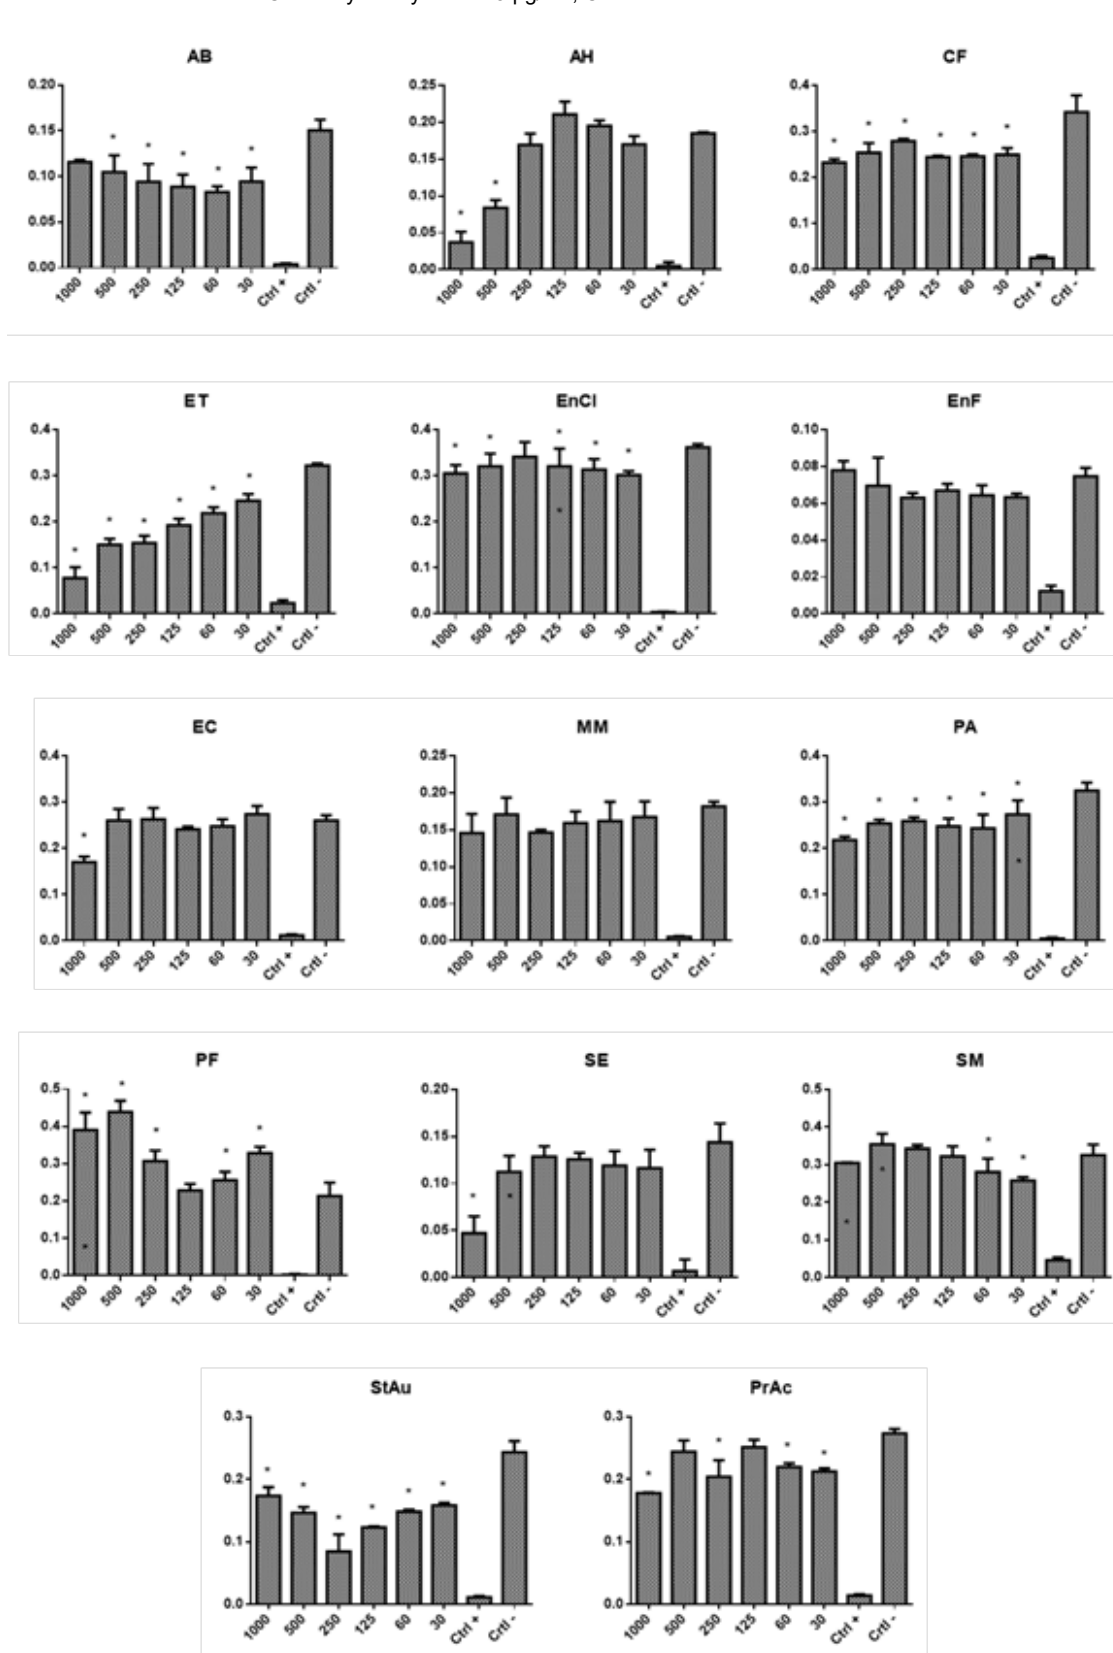 AB AH CF
0.20 0.25 0.4
0.15 0.20 0.3
0.10 0.15 0.2
0.05 0.10 0.1
0.00 0.05 0.0
0.00
1000 500 250 125 60 30 Ctrl + Crtl - 1000 500 250 125 60 30 Ctrl + Crtl - 1000 500 250 125 60 30 Ctrl + Crtl -
ET EnCl EnF
0.4 0.4 0.10
0.3 0.3 0.08
0.2 0.2 0.06
0.1 0.1 0.04
0.0 0.0 0.02
0.00
1000 500 250 125 60 30 Ctrl + Crtl - 1000 500 250 125 60 30 Ctrl + Crtl - 1000 500 250 125 60 30 Ctrl + Crtl -
EC MM PA
0.4 0.25 0.4
0.3 0.20 0.3
0.2 0.15 0.2
0.1 0.10 0.1
0.0 0.05 0.0
0.00
1000 500 250 125 60 30 Ctrl + Crtl - 1000 500 250 125 60 30 Ctrl + Crtl - 1000 500 250 125 60 30 Ctrl + Crtl -
PF SE SM
0.5 0.20 0.5
0.4 0.15 0.4
0.3 0.10 0.3
0.2 0.05 0.2
0.1 0.00 0.1
0.0 0.0
1000 500 250 125 60 30 Ctrl + Crtl - 1000 500 250 125 60 30 Ctrl + Crtl - 1000 500 250 125 60 30 Ctrl + Crtl -
StAu PrAc
0.3 0.3
0.2 0.2
0.1 0.1
0.0 0.0
1000 500 250 125 60 30 Ctrl + Crtl - 1000 500 250 125 60 30 Ctrl + Crtl -